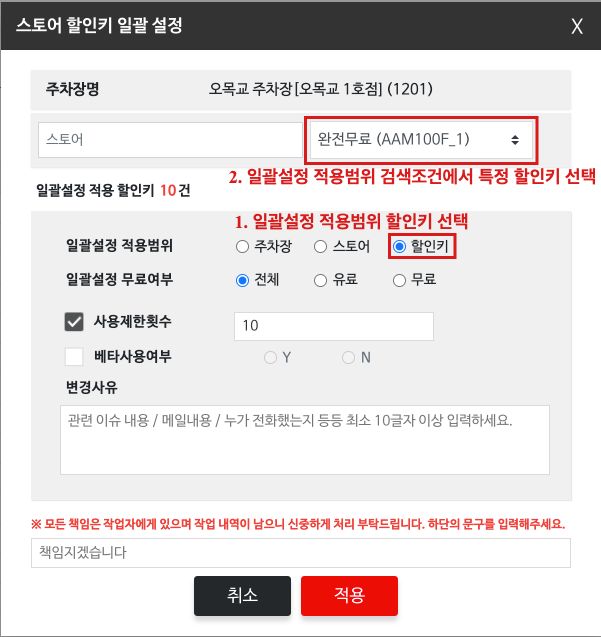 스토어 할인키 일괄 설정 X
주차장명 오목교 주차장[오목교 1호점] (1201)
스토어 완전무료 (AAM100F_1)
2. 일괄설정 적용범위 검색조건에서 특정 할인키 선택
일괄설정 적용 할인키 10건
1. 일괄설정 적용범위 할인키 선택
일괄설정 적용범위 주차장 스토어 할인키
일괄설정 무료여부 전체 유료 무료
사용제한횟수 10
베타사용여부 Y N
변경사유
관련 이슈 내용 / 메일내용 / 누가 전화했는지 등등 최소 10글자 이상 입력하세요.
※ 모든 책임은 작업자에게 있으며 작업 내역이 남으니 신중하게 처리 부탁드립니다. 하단의 문구를 입력해주세요.
책임지겠습니다
취소 적용